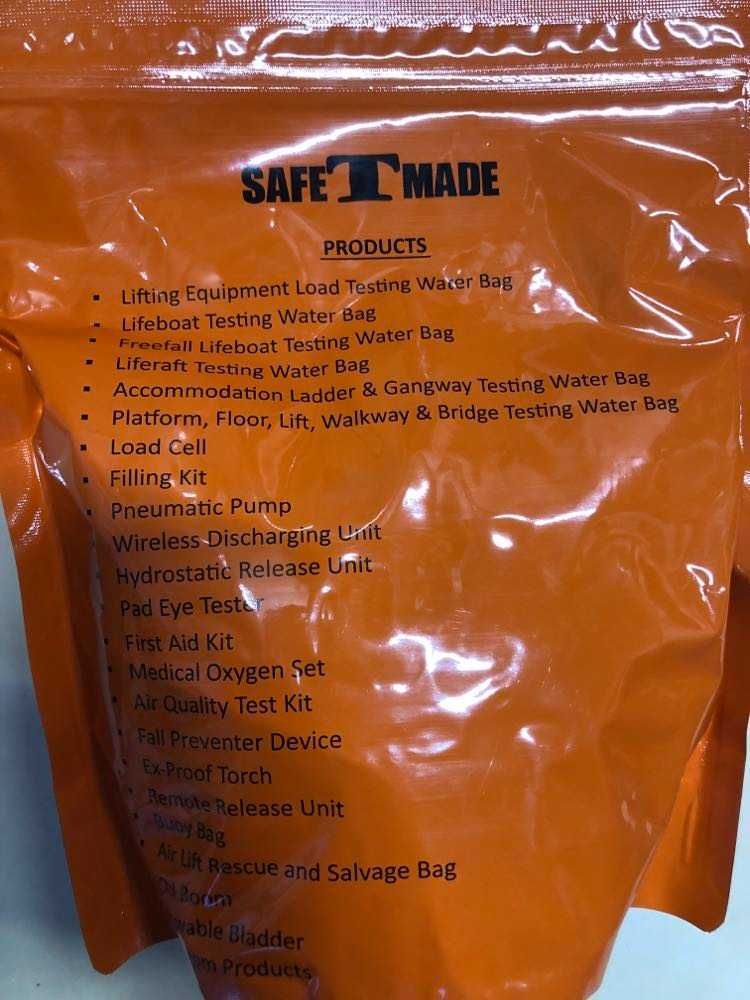 SAFE T MADE
PRODUCTS
▪ Lifting Equipment Load Testing Water Bag
▪ Lifeboat Testing Water Bag
▪ Freefall Lifeboat Testing Water Bag
▪ Liferaft Testing Water Bag
▪ Accommodation Ladder & Gangway Testing Water Bag
▪ Platform, Floor, Lift, Walkway & Bridge Testing Water Bag
▪ Load Cell
▪ Filling Kit
▪ Pneumatic Pump
▪ Wireless Discharging Unit
▪ Hydrostatic Release Unit
▪ Pad Eye Tester
▪ First Aid Kit
▪ Medical Oxygen Set
▪ Air Quality Test Kit
▪ Fall Preventer Device
▪ Ex-Proof Torch
▪ Remote Release Unit
▪ Buoy Bag
▪ Air Lift Rescue and Salvage Bag
Oil Boom
Bladder
Products